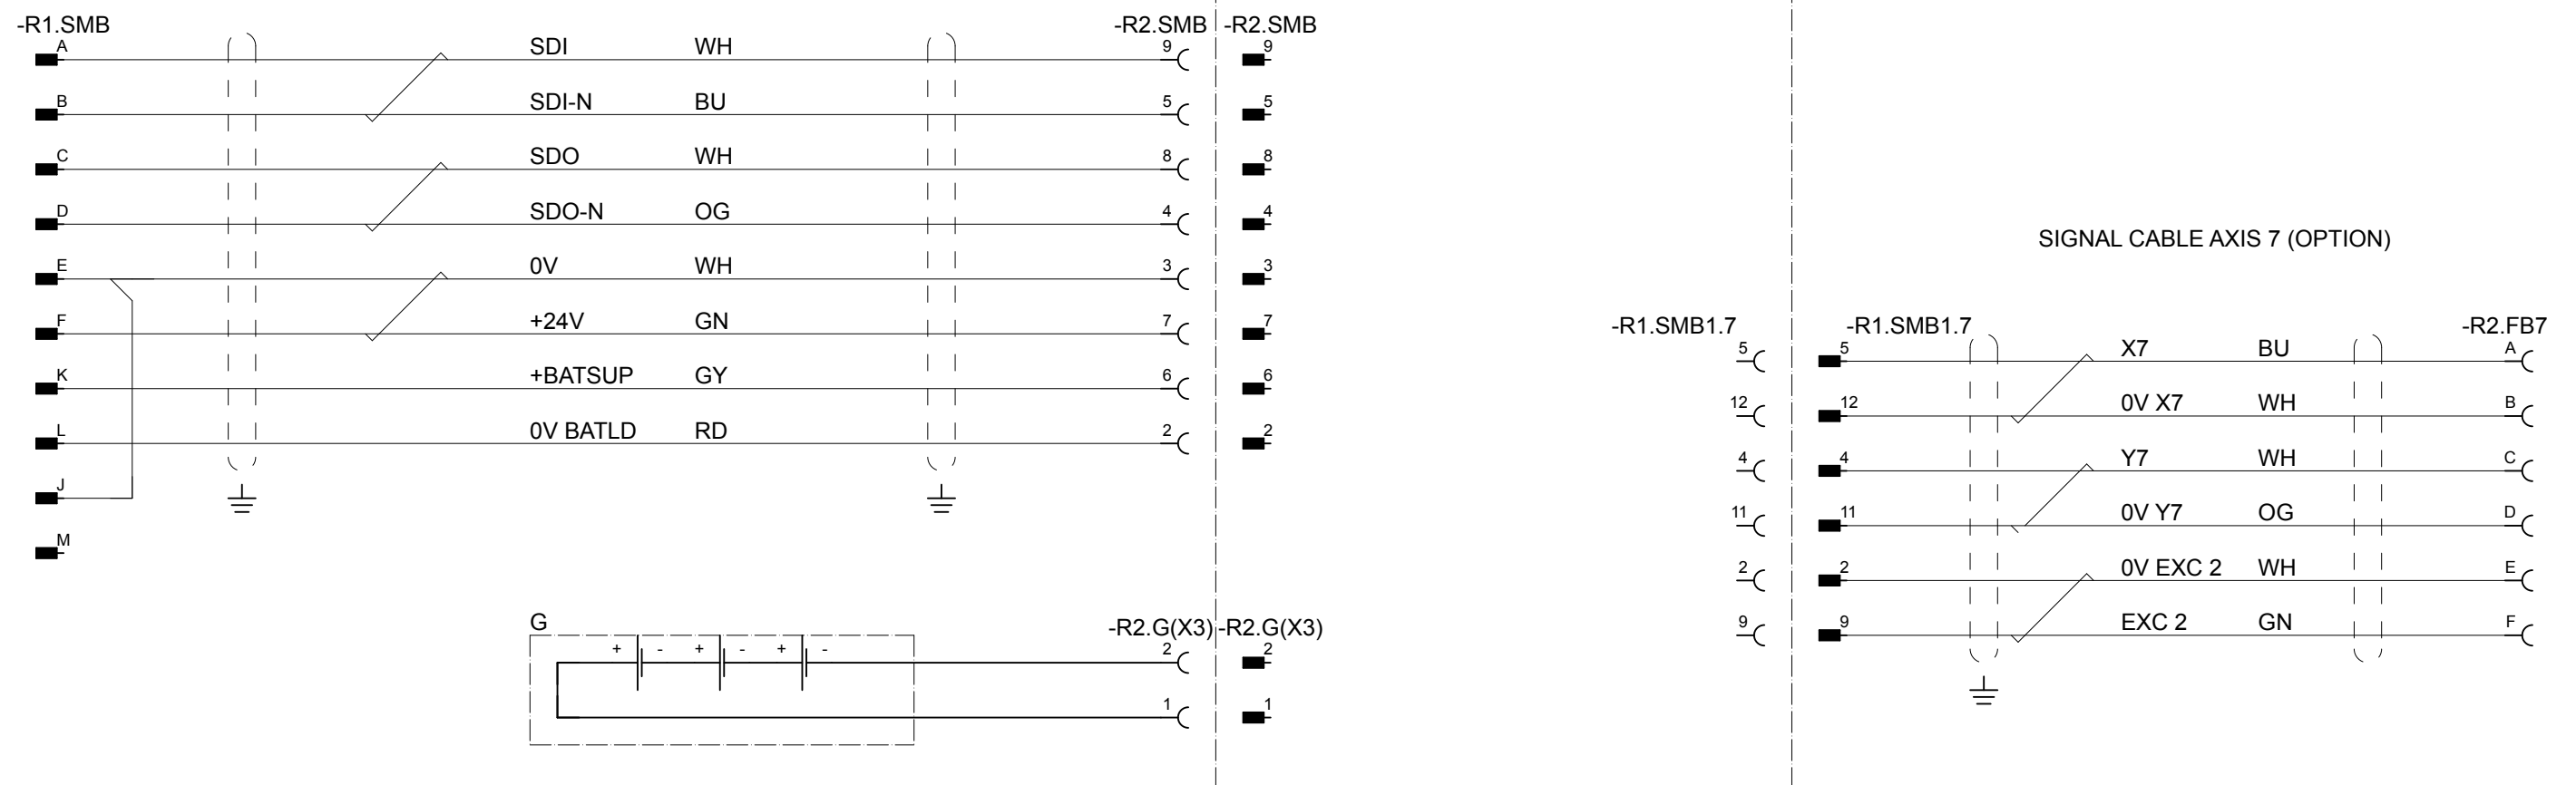 -R1.SMB -R2.SMB -R2.SMB
A SDI WH 9 9
B SDI-N BU 5 5
C SDO WH 8 8
D SDO-N OG 4 4
E 0V WH 3 3
F +24V GN 7 7
K +BATSUP GY 6 6
L 0V BATLD RD 2 2
J
M
G -R2.G(X3) -R2.G(X3)
+ - + - + - 2 2
1 1
SIGNAL CABLE AXIS 7 (OPTION)
-R1.SMB1.7 -R1.SMB1.7 -R2.FB7
5 5 X7 BU A
12 12 0V X7 WH B
4 4 Y7 WH C
11 11 0V Y7 OG D
2 2 0V EXC 2 WH E
9 9 EXC 2 GN F